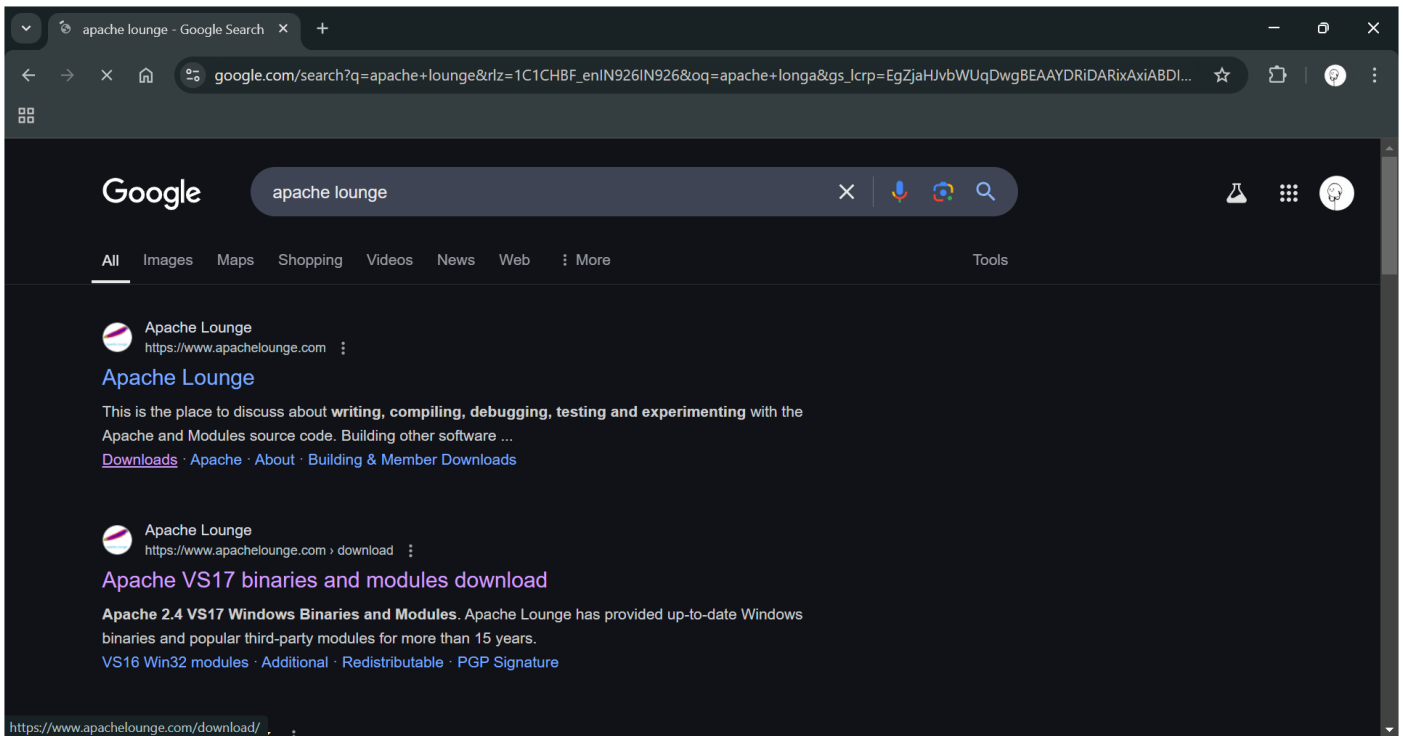 apache lounge - Google Search
google.com/search?q=apache+lounge&rlz=1C1CHBF_enIN926IN926&oq=apache+longa&gs_lcrp=EgZjaHJvbWUqDwgBEAAYDRiDARixAxiABDI...
Google apache lounge
All Images Maps Shopping Videos News Web More Tools
Apache Lounge
https://www.apachelounge.com
Apache Lounge
This is the place to discuss about writing, compiling, debugging, testing and experimenting with the
Apache and Modules source code. Building other software ...
Downloads · Apache · About · Building & Member Downloads
Apache Lounge
https://www.apachelounge.com › download
Apache VS17 binaries and modules download
Apache 2.4 VS17 Windows Binaries and Modules. Apache Lounge has provided up-to-date Windows
binaries and popular third-party modules for more than 15 years.
VS16 Win32 modules · Additional · Redistributable · PGP Signature
https://www.apachelounge.com/download/